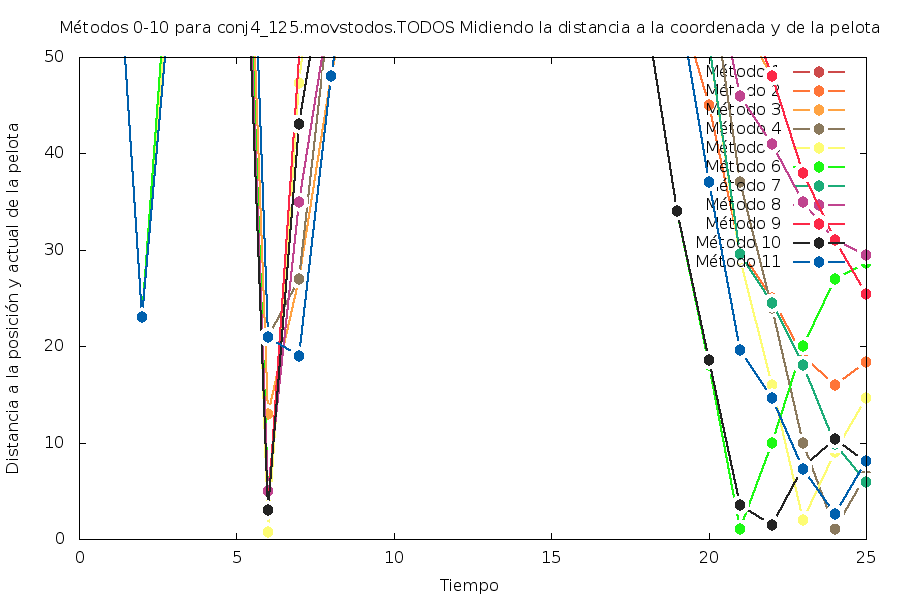 Métodos 0-10 para conj4_125.movstodos.TODOS Midiendo la distancia a la coordenada y de la pelota
Distancia a la posición y actual de la pelota
50
40
30
20
10
0
Método
Método 2
Método 3
Método 4
Método
Método 6
Método 7
Método 8
Método 9
Método 10
Método 11
0
5
10
15
20
25
Tiempo